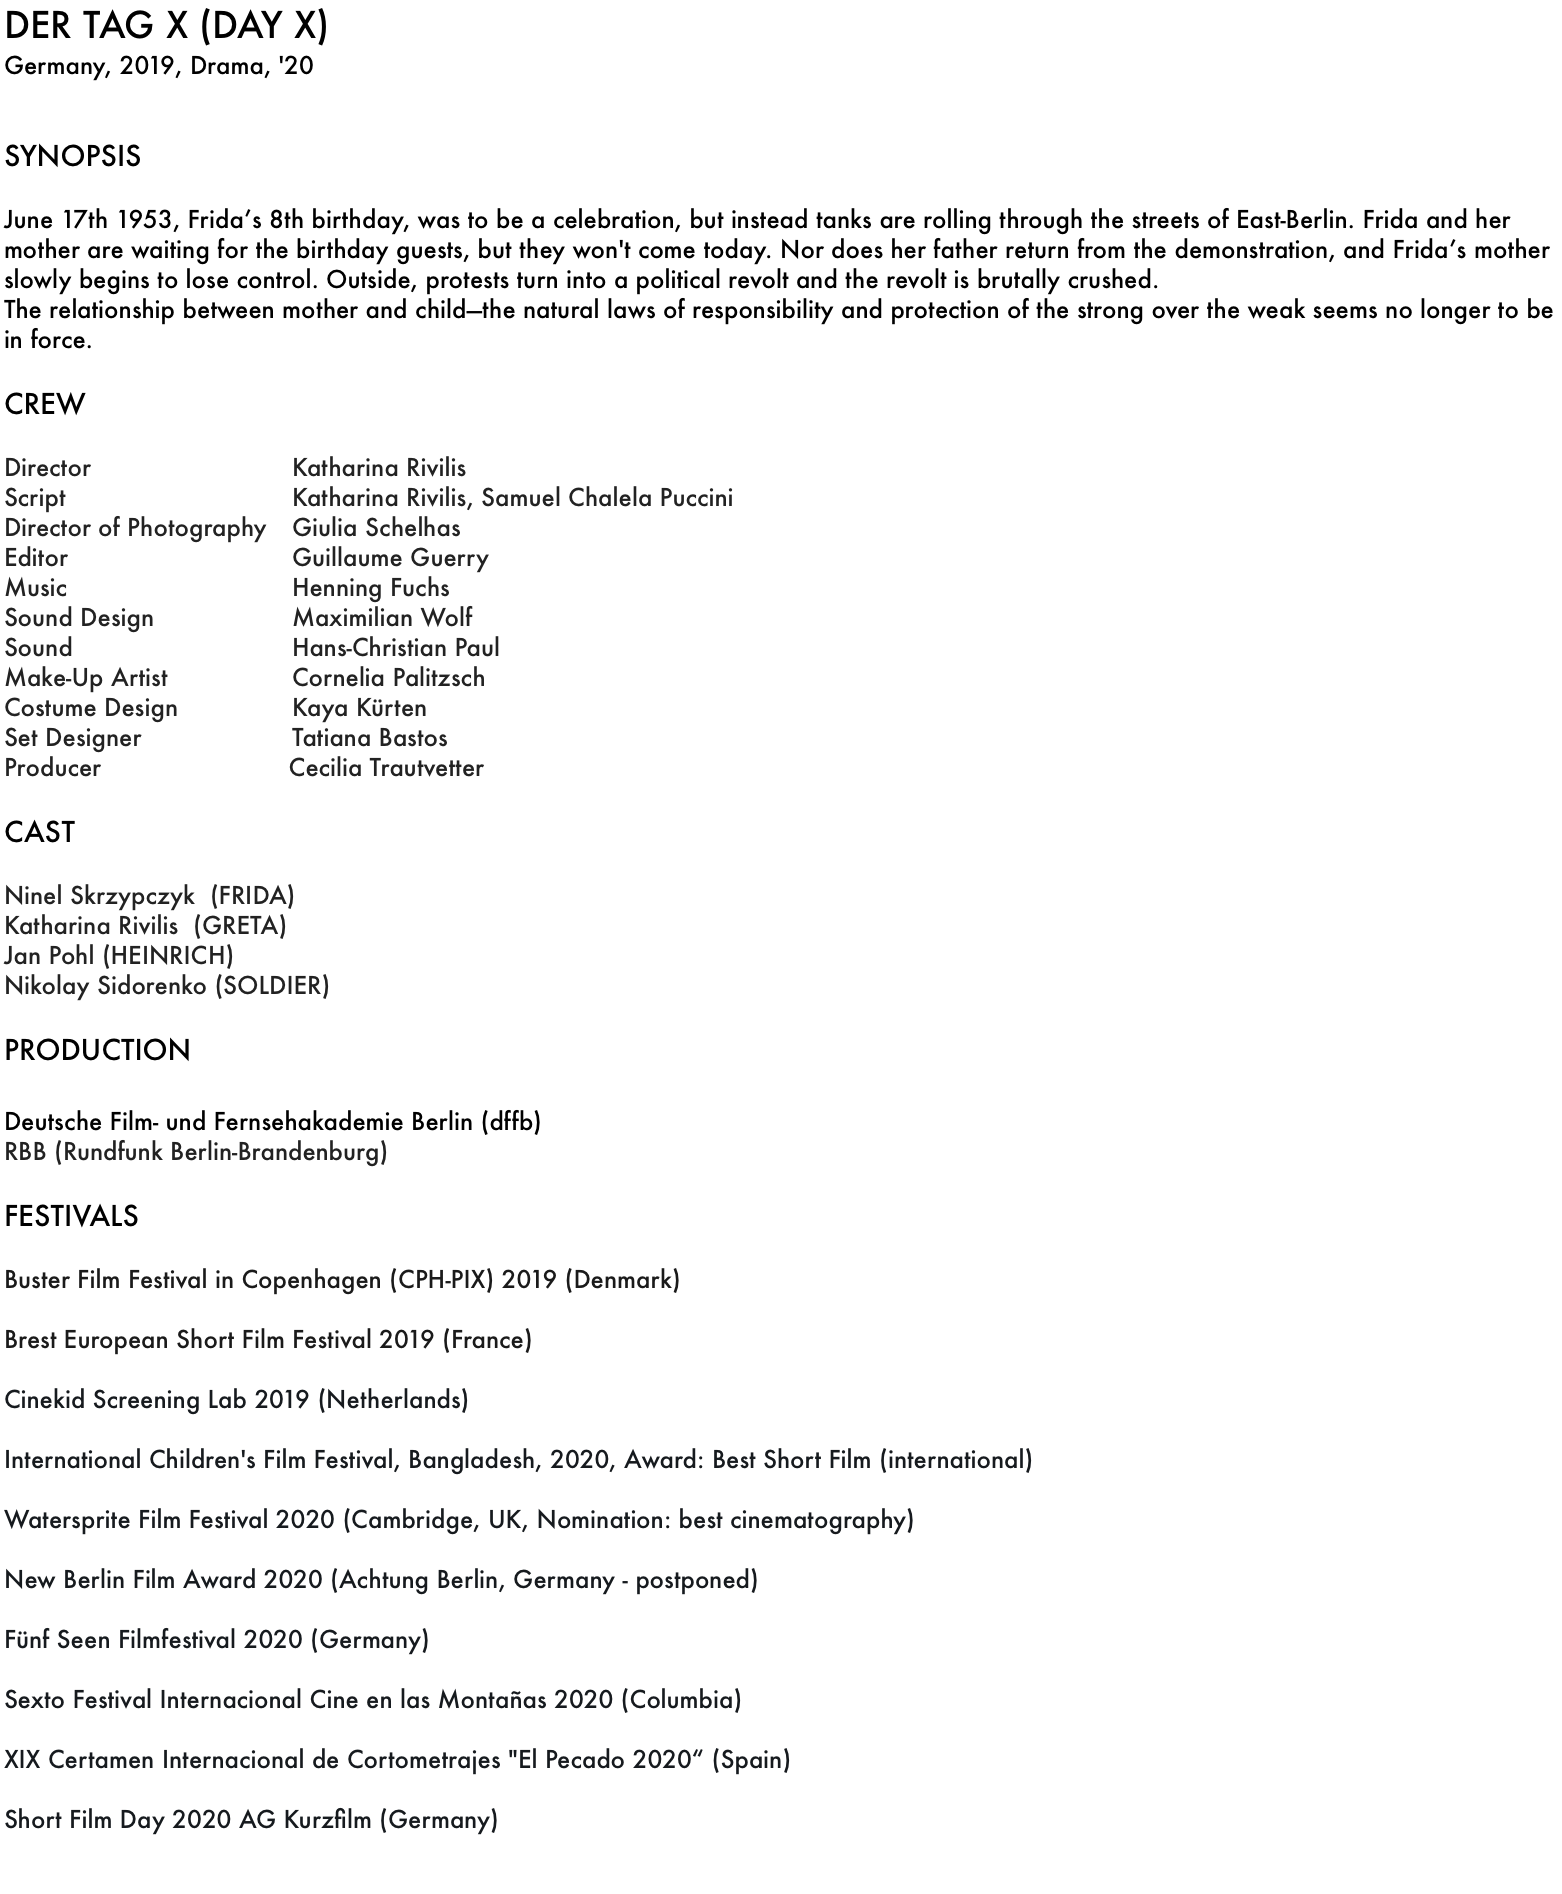 DER TAG X (DAY X)
Germany, 2019, Drama, '20
SYNOPSIS
June 17th 1953, Frida’s 8th birthday, was to be a celebration, but instead tanks are rolling through the streets of East-Berlin. Frida and her
mother are waiting for the birthday guests, but they won't come today. Nor does her father return from the demonstration, and Frida’s mother
slowly begins to lose control. Outside, protests turn into a political revolt and the revolt is brutally crushed.
The relationship between mother and child—the natural laws of responsibility and protection of the strong over the weak seems no longer to be
in force.
CREW
Director Katharina Rivilis
Script Katharina Rivilis, Samuel Chalela Puccini
Director of Photography Giulia Schelhas
Editor Guillaume Guerry
Music Henning Fuchs
Sound Design Maximilian Wolf
Sound Hans-Christian Paul
Make-Up Artist Cornelia Palitzsch
Costume Design Kaya Kürten
Set Designer Tatiana Bastos
Producer Cecilia Trautvetter
CAST
Ninel Skrzypczyk (FRIDA)
Katharina Rivilis (GRETA)
Jan Pohl (HEINRICH)
Nikolay Sidorenko (SOLDIER)
PRODUCTION
Deutsche Film- und Fernsehakademie Berlin (dffb)
RBB (Rundfunk Berlin-Brandenburg)
FESTIVALS
Buster Film Festival in Copenhagen (CPH-PIX) 2019 (Denmark)
Brest European Short Film Festival 2019 (France)
Cinekid Screening Lab 2019 (Netherlands)
International Children's Film Festival, Bangladesh, 2020, Award: Best Short Film (international)
Watersprite Film Festival 2020 (Cambridge, UK, Nomination: best cinematography)
New Berlin Film Award 2020 (Achtung Berlin, Germany - postponed)
Fünf Seen Filmfestival 2020 (Germany)
Sexto Festival Internacional Cine en las Montañas 2020 (Columbia)
XIX Certamen Internacional de Cortometrajes "El Pecado 2020“ (Spain)
Short Film Day 2020 AG Kurzfilm (Germany)